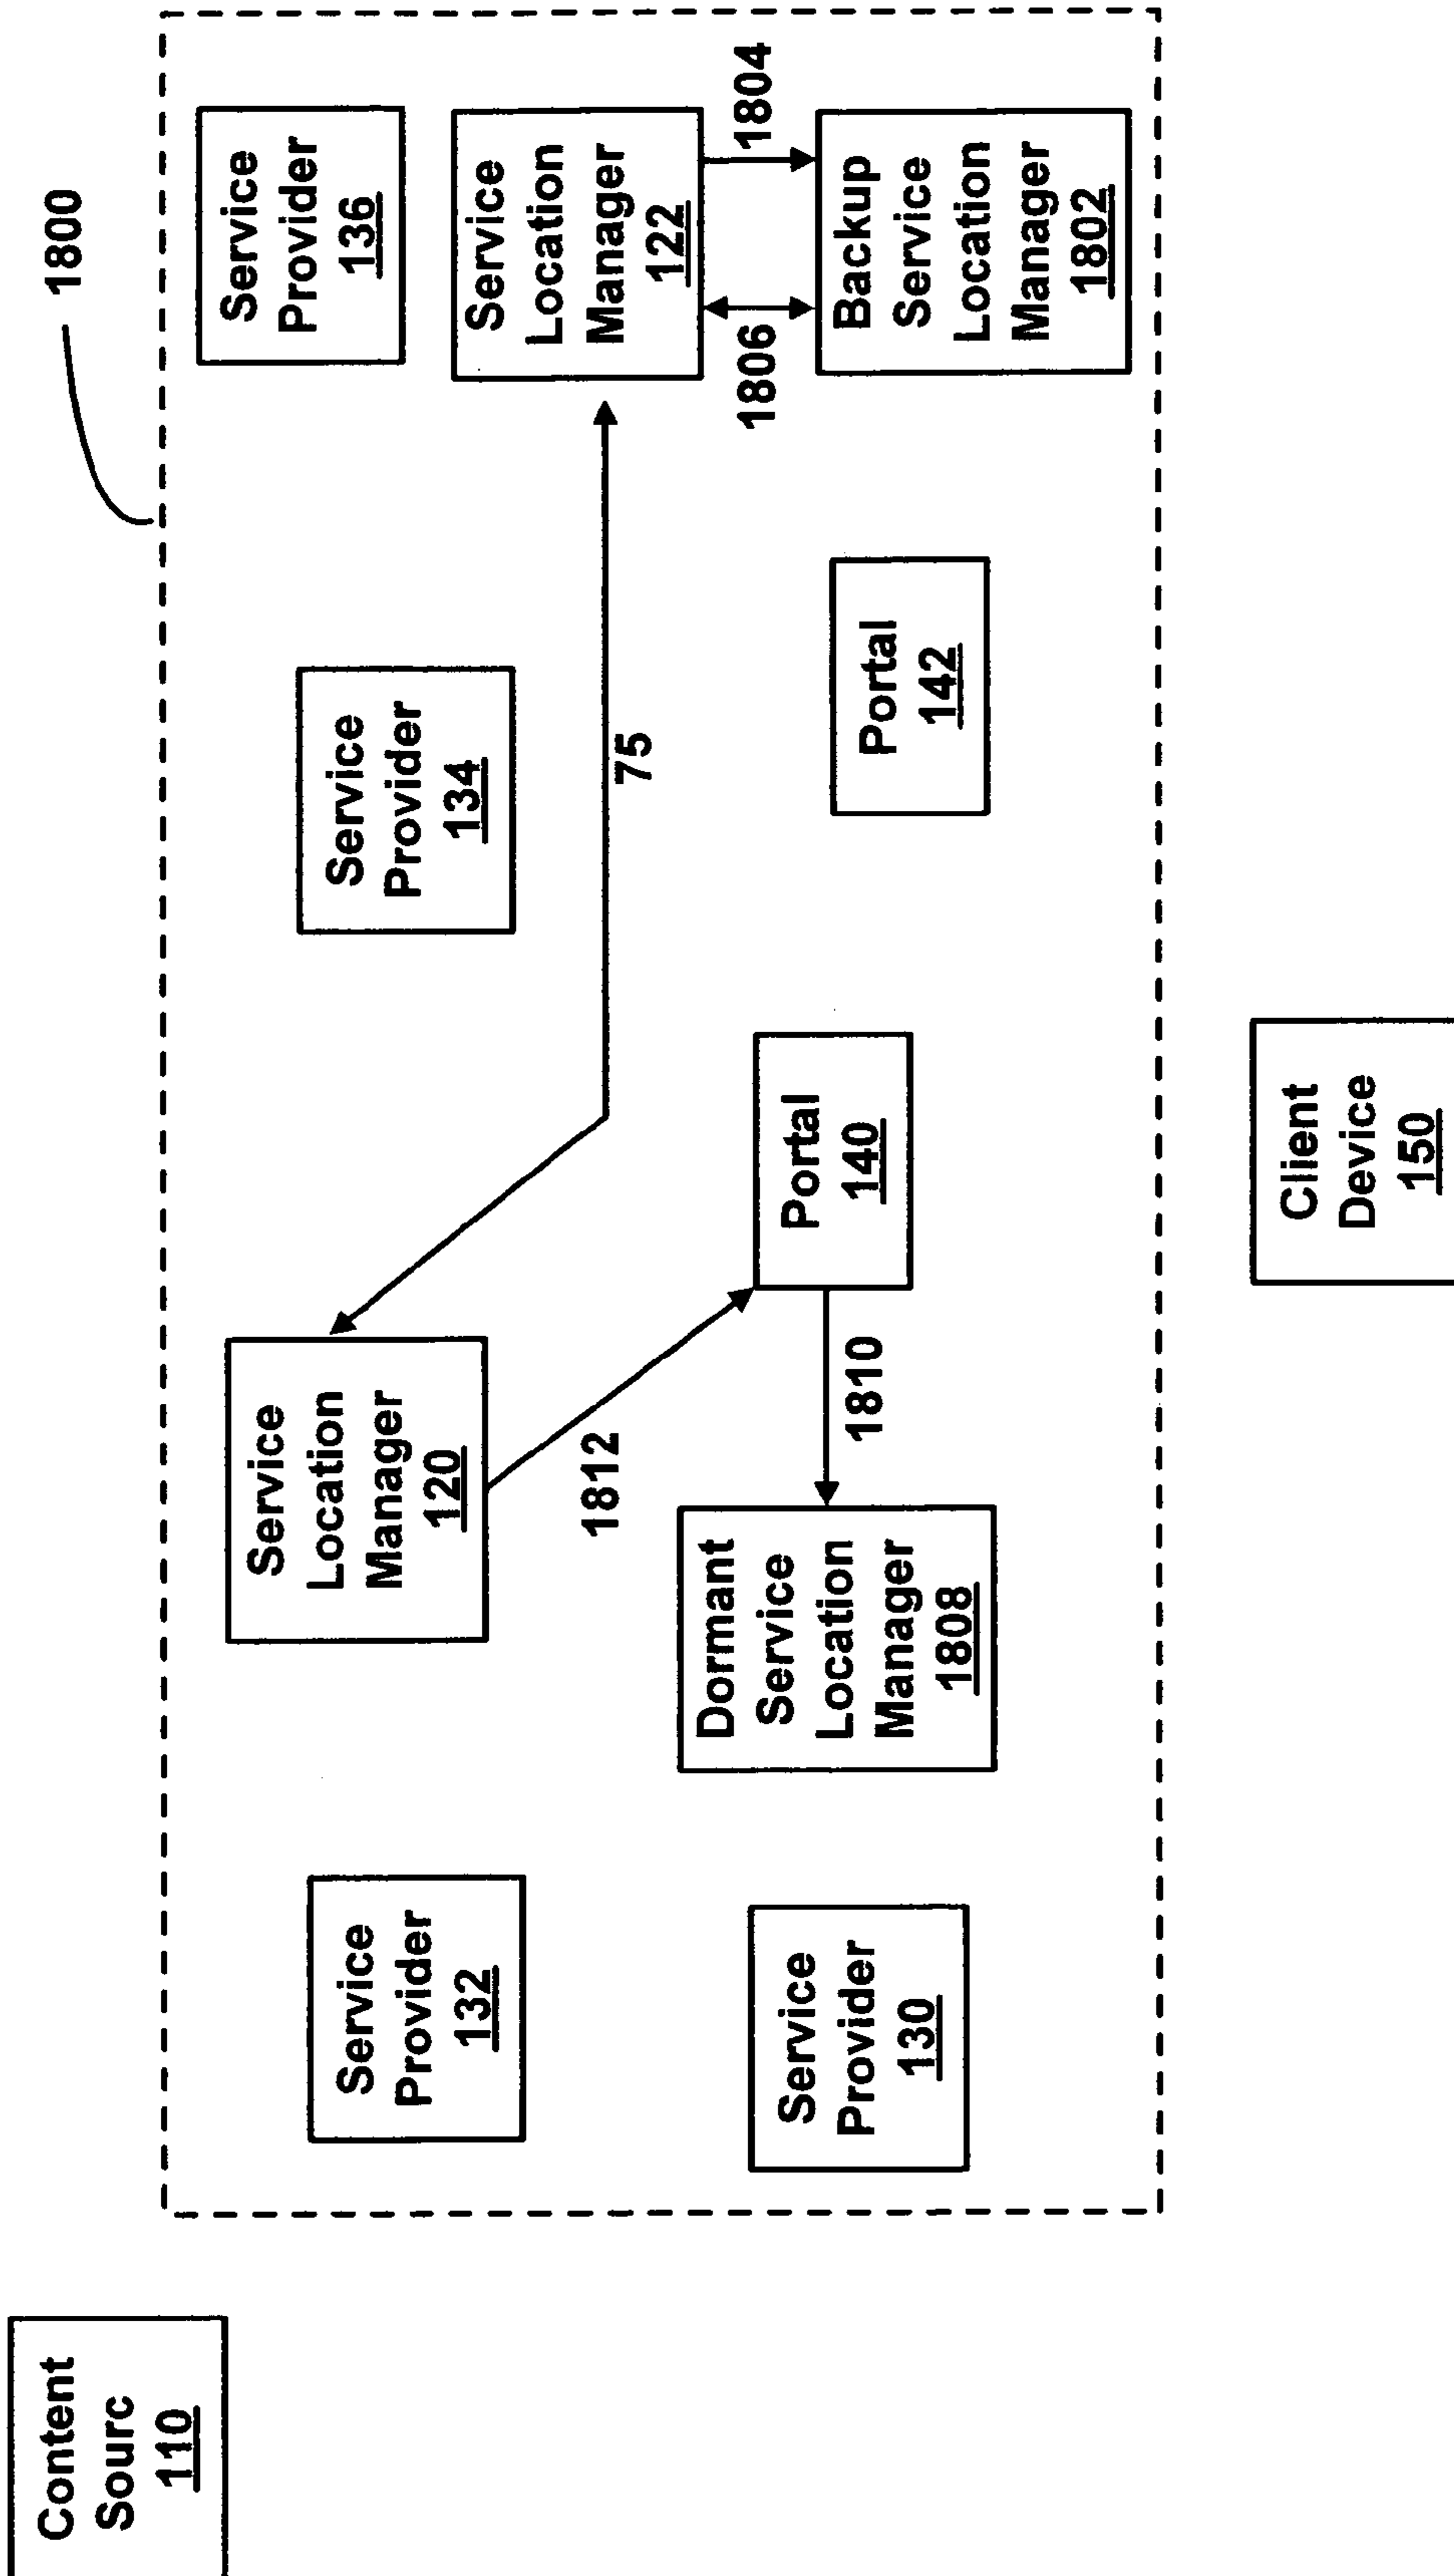 1800
Content
Sourc
110
Service
Provider
132
Service
Location
Manager
120
Service
Provider
134
Service
Provider
136
75
1812
Service
Location
Manager
122
1806
1804
Service
Provider
130
Dormant
Service
Location
Manager
1808
1810
Portal
140
Portal
142
Backup
Service
Location
Manager
1802
Client
Device
150